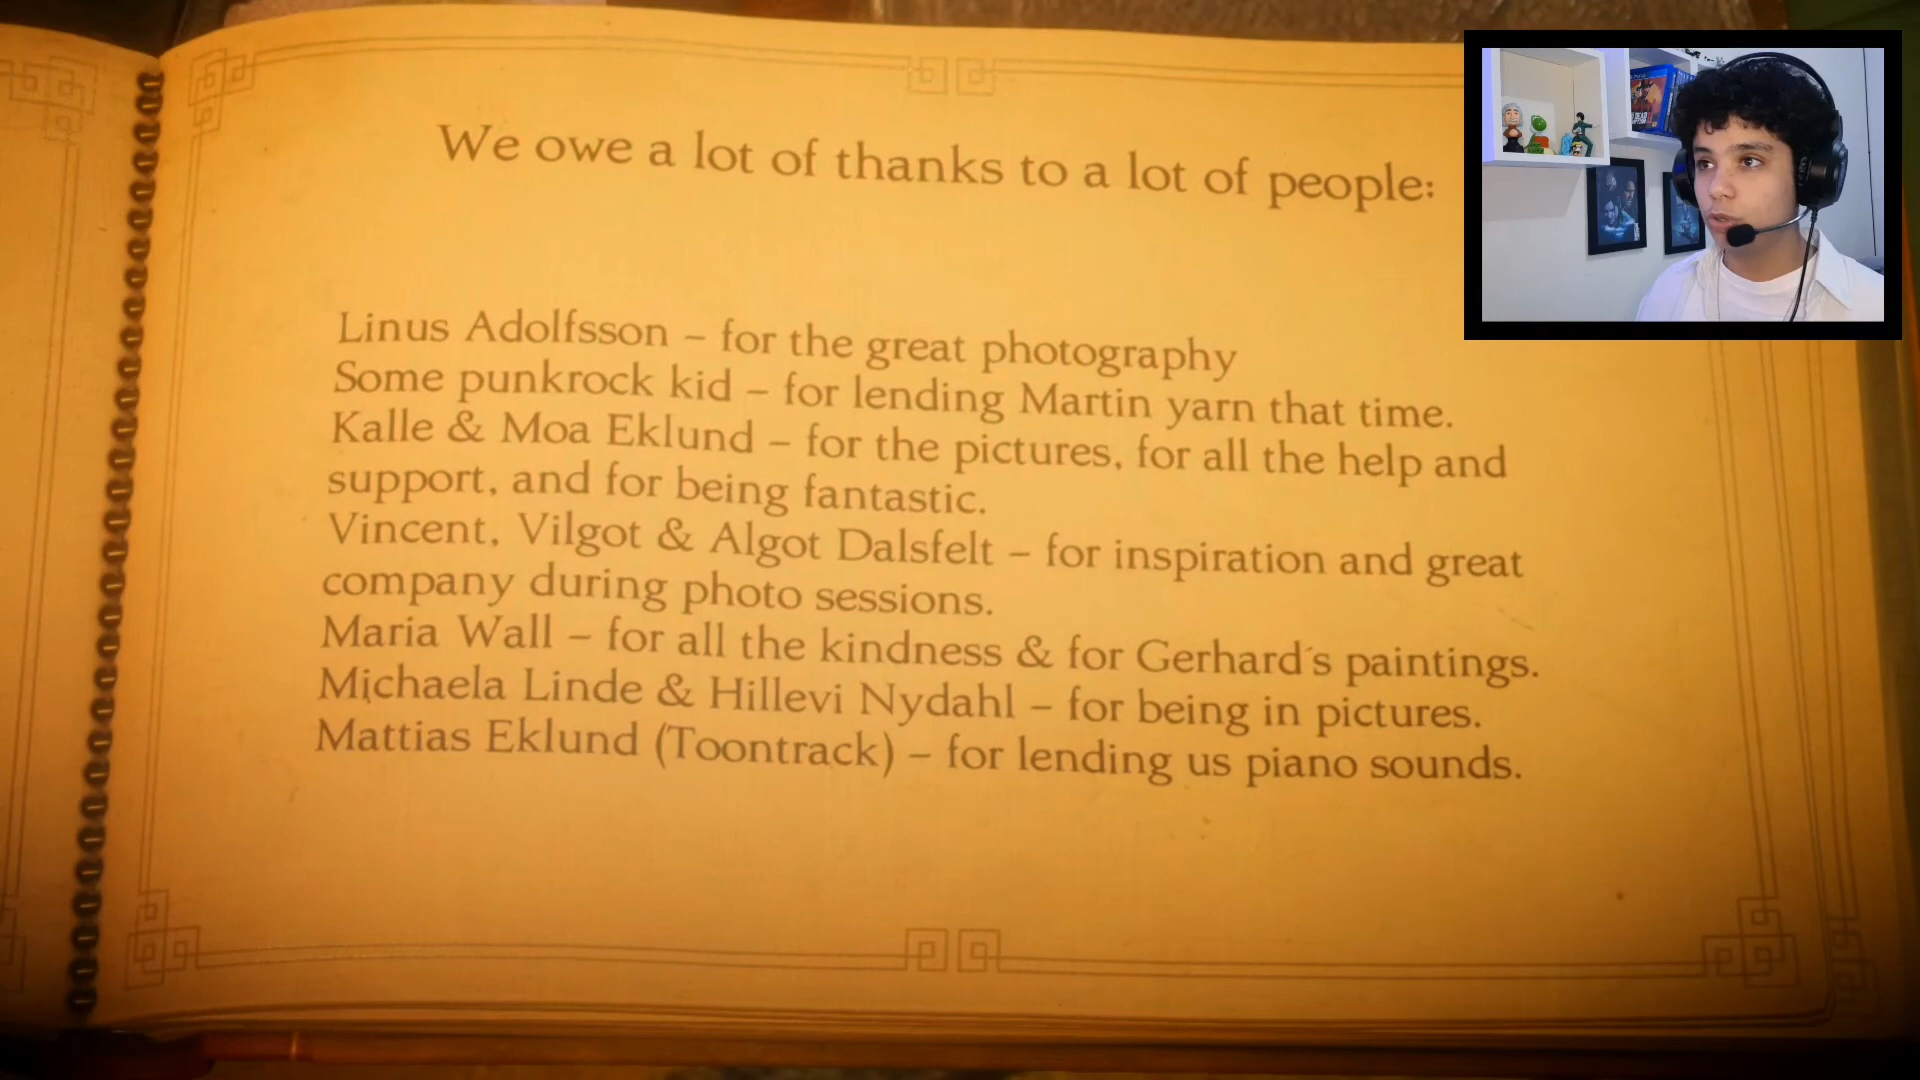 We owe a lot of thanks to a lot of people:
Linus Adolfsson – for the great photography
Some punkrock kid – for lending Martin yarn that time.
Kalle & Moa Eklund – for the pictures, for all the help and
support, and for being fantastic.
Vincent, Vilgot & Algot Dalsfelt – for inspiration and great
company during photo sessions.
Maria Wall – for all the kindness & for Gerhard´s paintings.
Michaela Linde & Hillevi Nydahl – for being in pictures.
Mattias Eklund (Toontrack) – for lending us piano sounds.